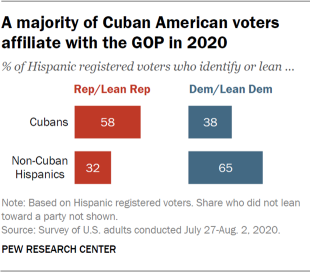 A majority of Cuban American voters
affiliate with the GOP in 2020
% of Hispanic registered voters who identify or lean ...
Rep/Lean Rep Dem/Lean Dem
Cubans 58 38
Non-Cuban
Hispanics 32 65
Note: Based on Hispanic registered voters. Share who did not lean
toward a party not shown.
Source: Survey of U.S. adults conducted July 27-Aug, 2, 2020.
PEW RESEARCH CENTER